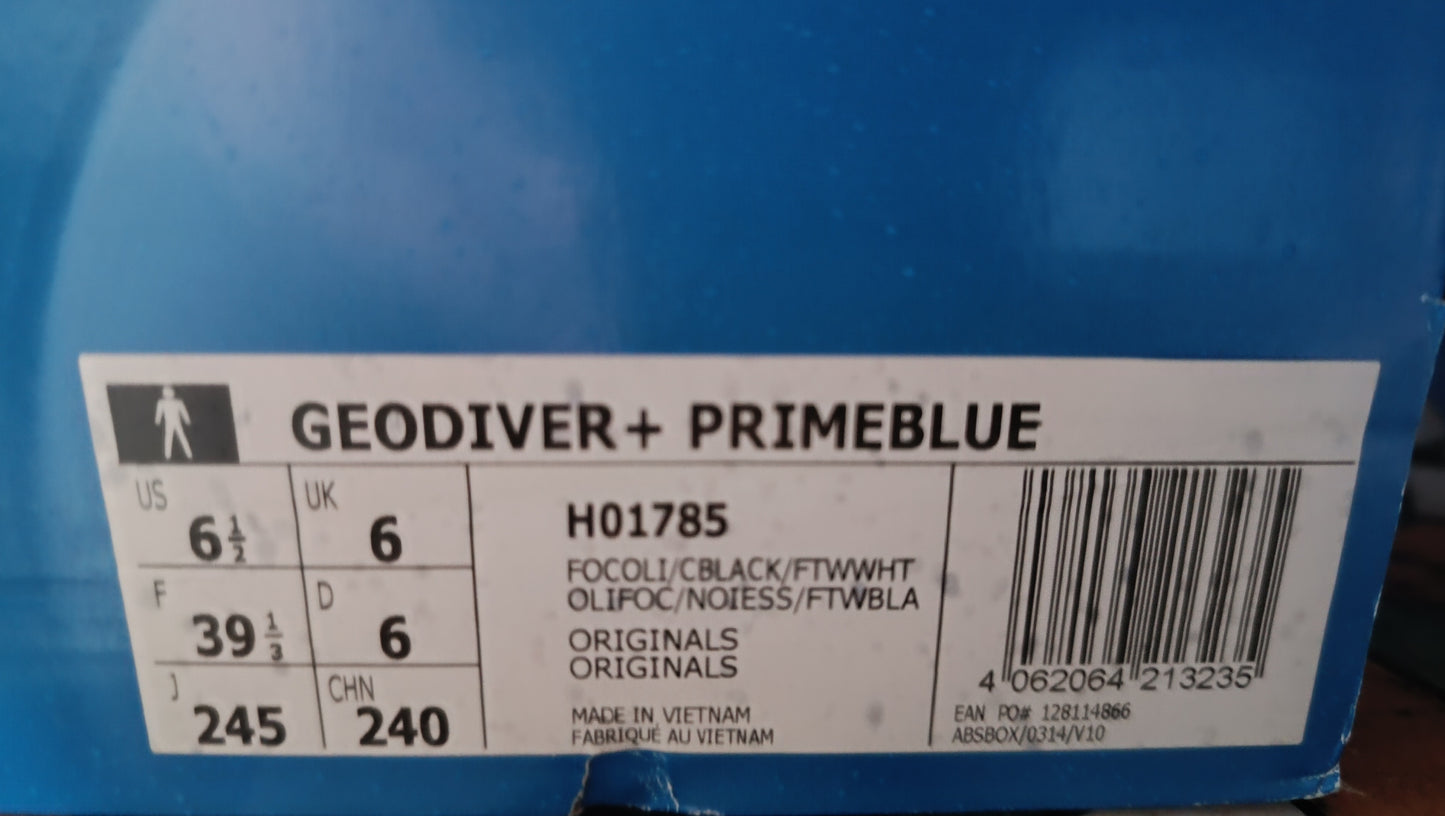 GEODIVER+ PRIMEBLUE
US 6 1/2
UK 6
F 39 1/3
D 6
J 245
CHN 240
H01785
FOCOLI/CBLACK/FTWWHT
OLIFOC/NOIESS/FTWBLA
ORIGINALS
ORIGINALS
MADE IN VIETNAM
FABRIQUÉ AU VIETNAM
4 062064 213235
EAN PO# 128114866
ABSBOX/0314/V10